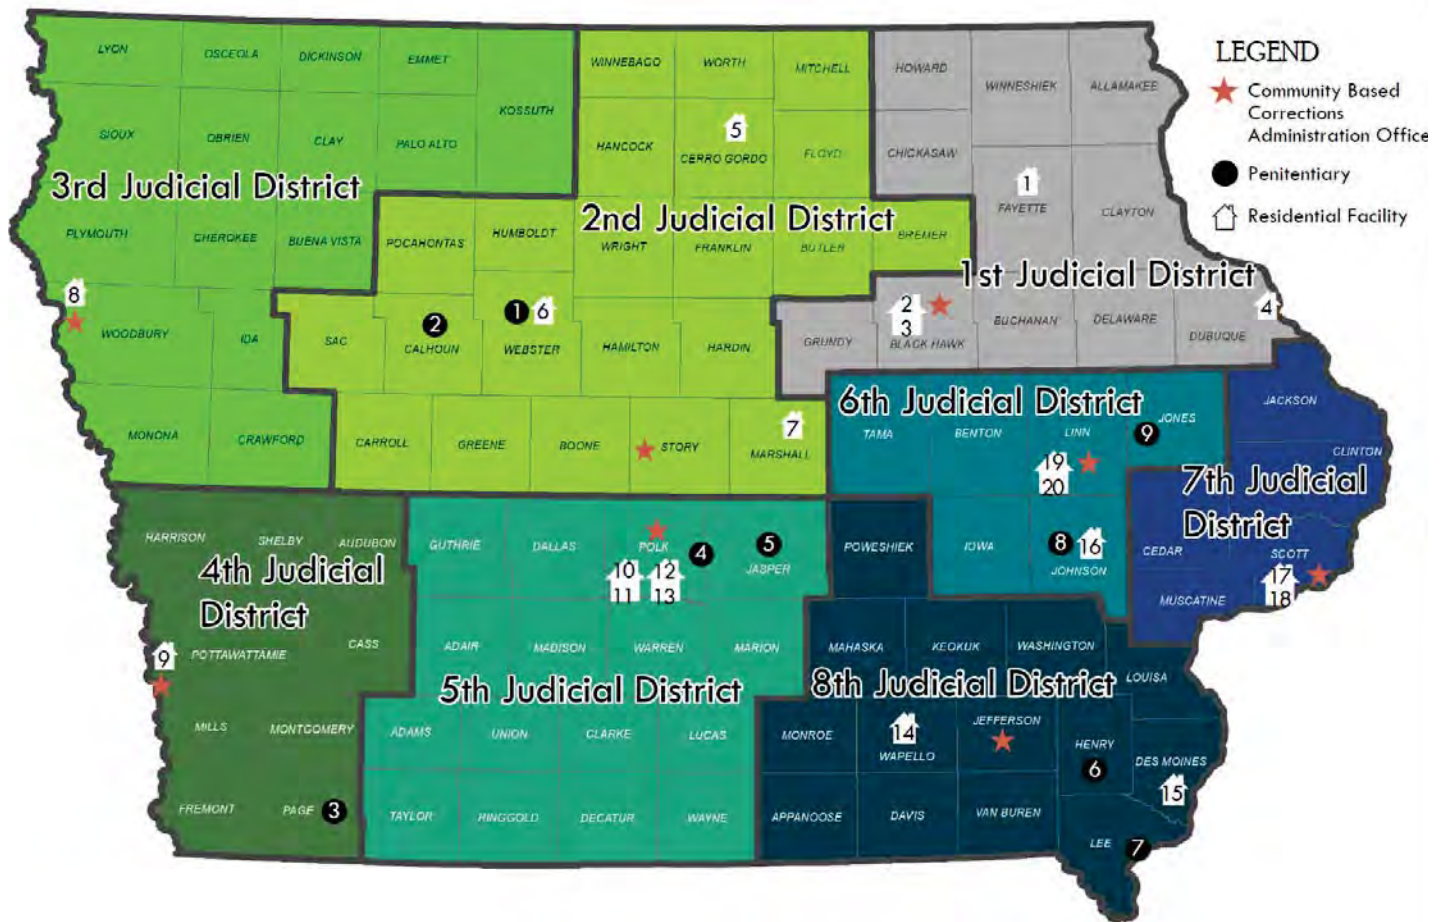 LEGEND
Community Based
Corrections
Administration Office
Penitentiary
Residential Facility
LYON
OSCEOLA
DICKINSON
EMMET
KOSSUTH
SIOUX
OBRIEN
CLAY
PALO ALTO
3rd Judicial District
PLYMOUTH
CHEROKEE
BUENA VISTA
8
WOODBURY
IDA
MONONA
CRAWFORD
WINNEBAGO
WORTH
MITCHELL
HANCOCK
5
CERRO GORDO
FLOYD
2nd Judicial District
POCAHONTAS
HUMBOLDT
WRIGHT
FRANKLIN
BUTLER
BREMER
SAC
2
CALHOUN
1
6
WEBSTER
HAMILTON
HARDIN
CARROLL
GREENE
BOONE
STORY
7
MARSHALL
HOWARD
WINNESHIEK
ALLAMAKEE
CHICKASAW
1
FAYETTE
CLAYTON
1st Judicial District
2
3
4
GRUNDY
BLACK HAWK
BUCHANAN
DELAWARE
DUBUQUE
6th Judicial District
TAMA
BENTON
LINN
JONES
9
19
20
IOWA
8
16
JOHNSON
JACKSON
CLINTON
7th Judicial
District
CEDAR
SCOTT
17
18
MUSCATINE
HARRISON
SHELBY
AUDUBON
4th Judicial
District
9
POTTAWATTAMIE
CASS
MILLS
MONTGOMERY
FREMONT
PAGE
3
GUTHRIE
DALLAS
POLK
4
5
JASPER
10
11
12
13
ADAIR
MADISON
WARREN
MARION
5th Judicial District
ADAMS
UNION
CLARKE
LUCAS
TAYLOR
RINGGOLD
DECATUR
WAYNE
POWESHIEK
MAHASKA
KEOKUK
WASHINGTON
LOUISA
8th Judicial District
MONROE
14
WAPELLO
JEFFERSON
HENRY
6
DES MOINES
15
APPANOOSE
DAVIS
VAN BUREN
LEE
7